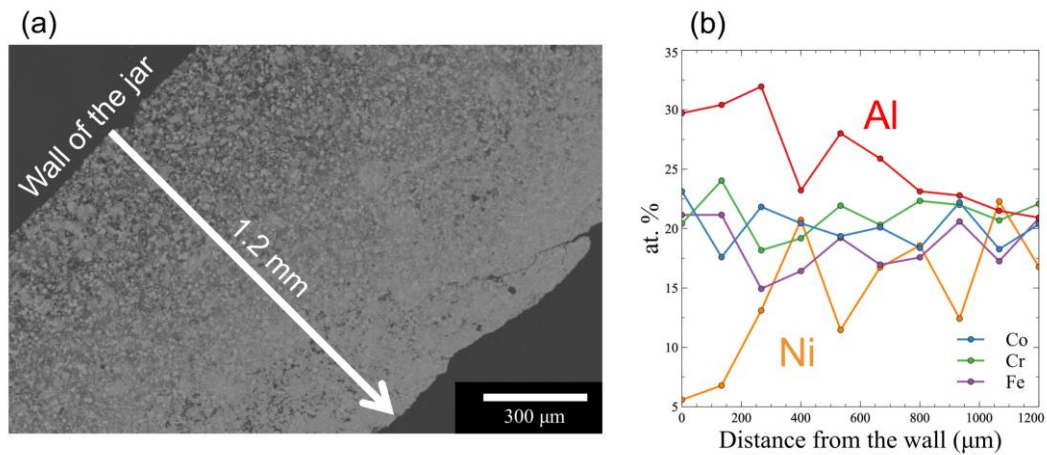 (a)
Wall of the jar
1.2 mm
300 μm
(b)
at. %
35
30
25
20
15
10
5
Al
Ni
Co
Cr
Fe
0 200 400 600 800 1000 1200
Distance from the wall (μm)